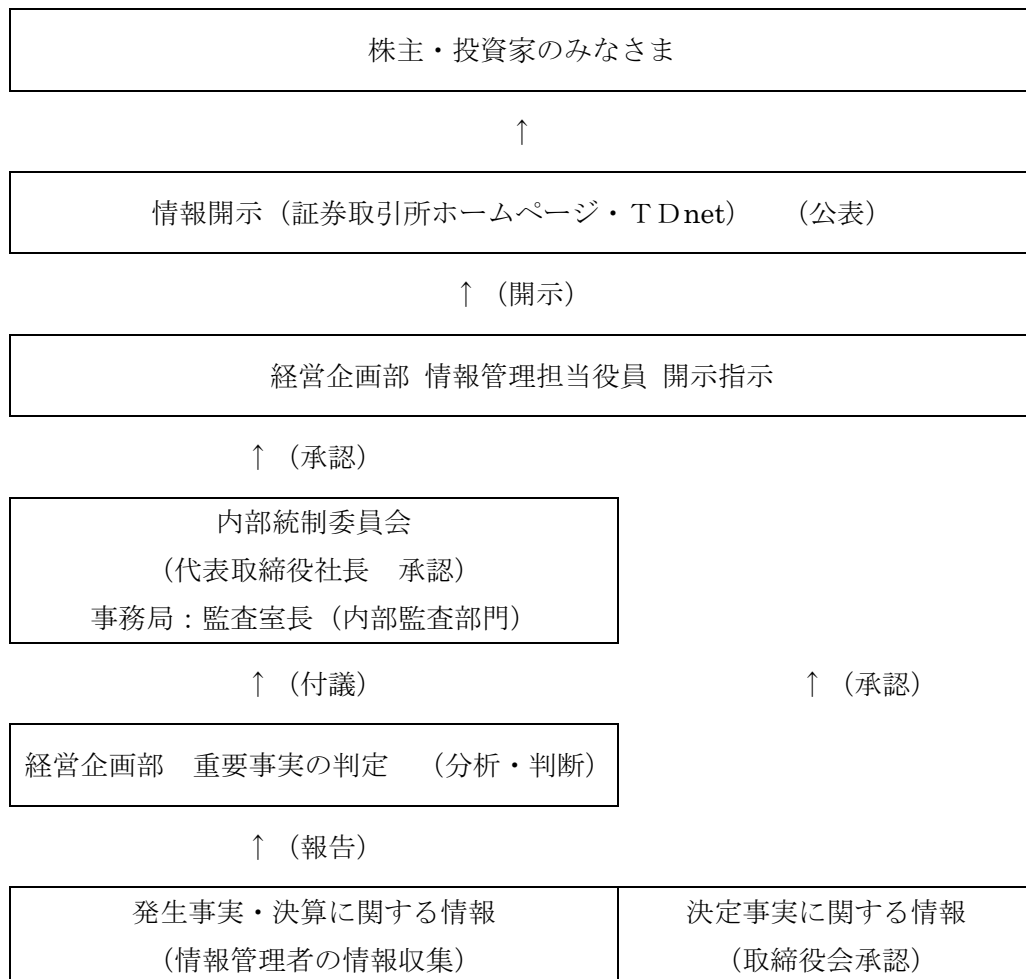 株主・投資家のみなさま
↑
情報開示（証券取引所ホームページ・ＴＤnet）　（公表）
↑（開示）
経営企画部 情報管理担当役員 開示指示
↑（承認）
内部統制委員会
（代表取締役社長　承認）
事務局：監査室長（内部監査部門）
↑（付議）　↑（承認）
経営企画部　重要事実の判定　（分析・判断）
↑（報告）
発生事実・決算に関する情報
（情報管理者の情報収集）
決定事実に関する情報
（取締役会承認）